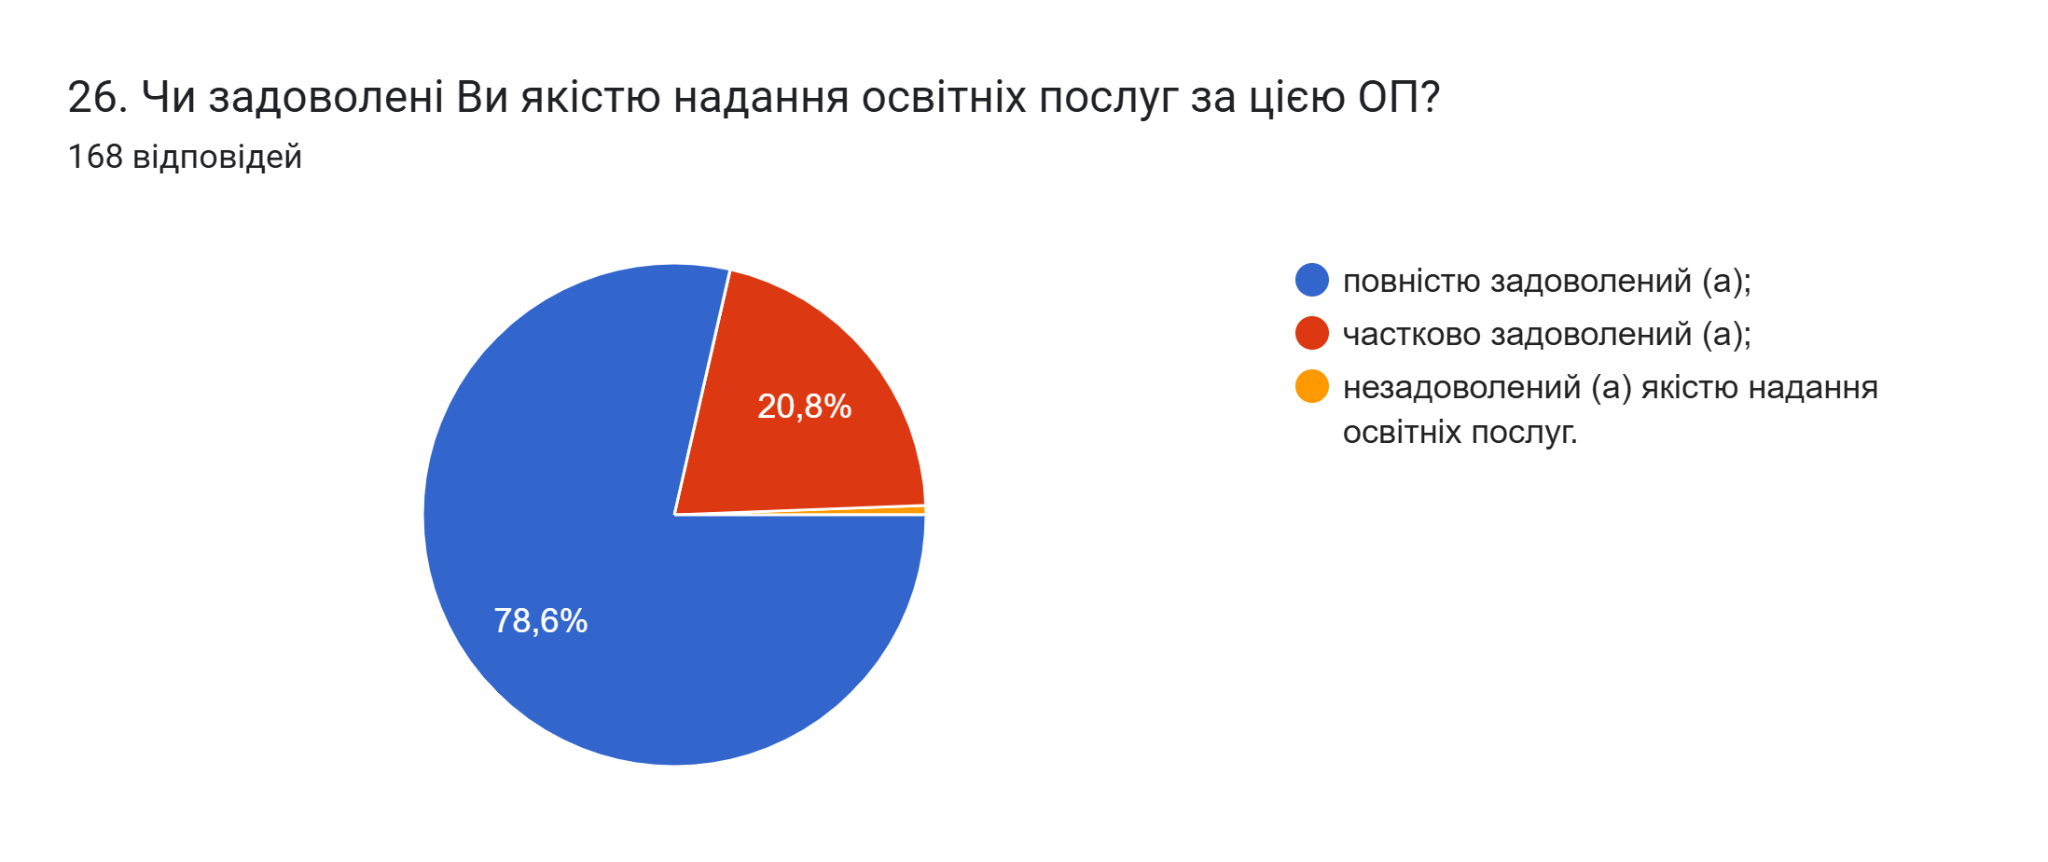 26. Чи задоволені Ви якістю надання освітніх послуг за цією ОП?
168 відповідей
повністю задоволений (а);
частково задоволений (а);
незадоволений (а) якістю надання
освітніх послуг.
20,8%
78,6%